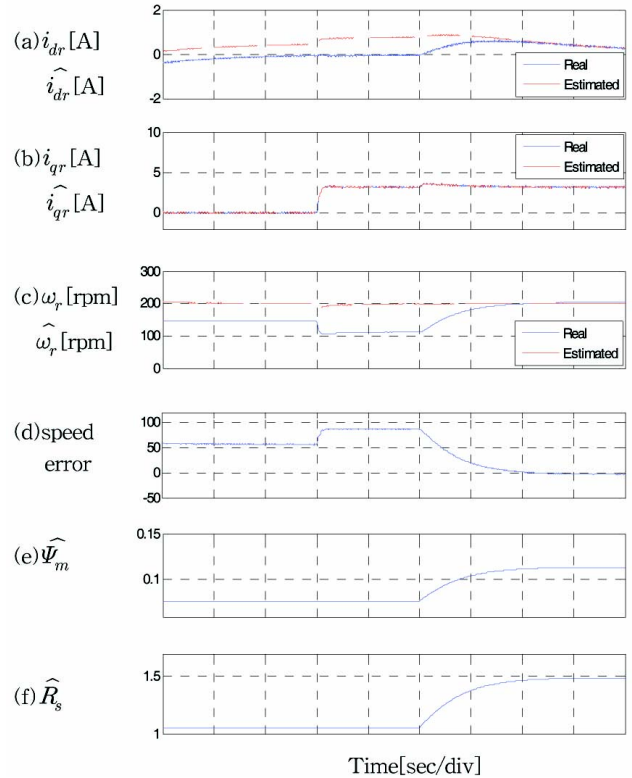 2
(a) i_dr [A]
0
î_dr [A]
Real
Estimated
-2
10
Real
(b) i_qr [A]
Estimated
5
î_qr [A]
0
300
(c) ω_r [rpm]
200
ω̂_r [rpm]
Real
100
Estimated
0
100
(d) speed
50
error
0
-50
0.15
(e) Ψ̂_m
0.1
1.5
(f) R̂_s
1
Time[sec/div]